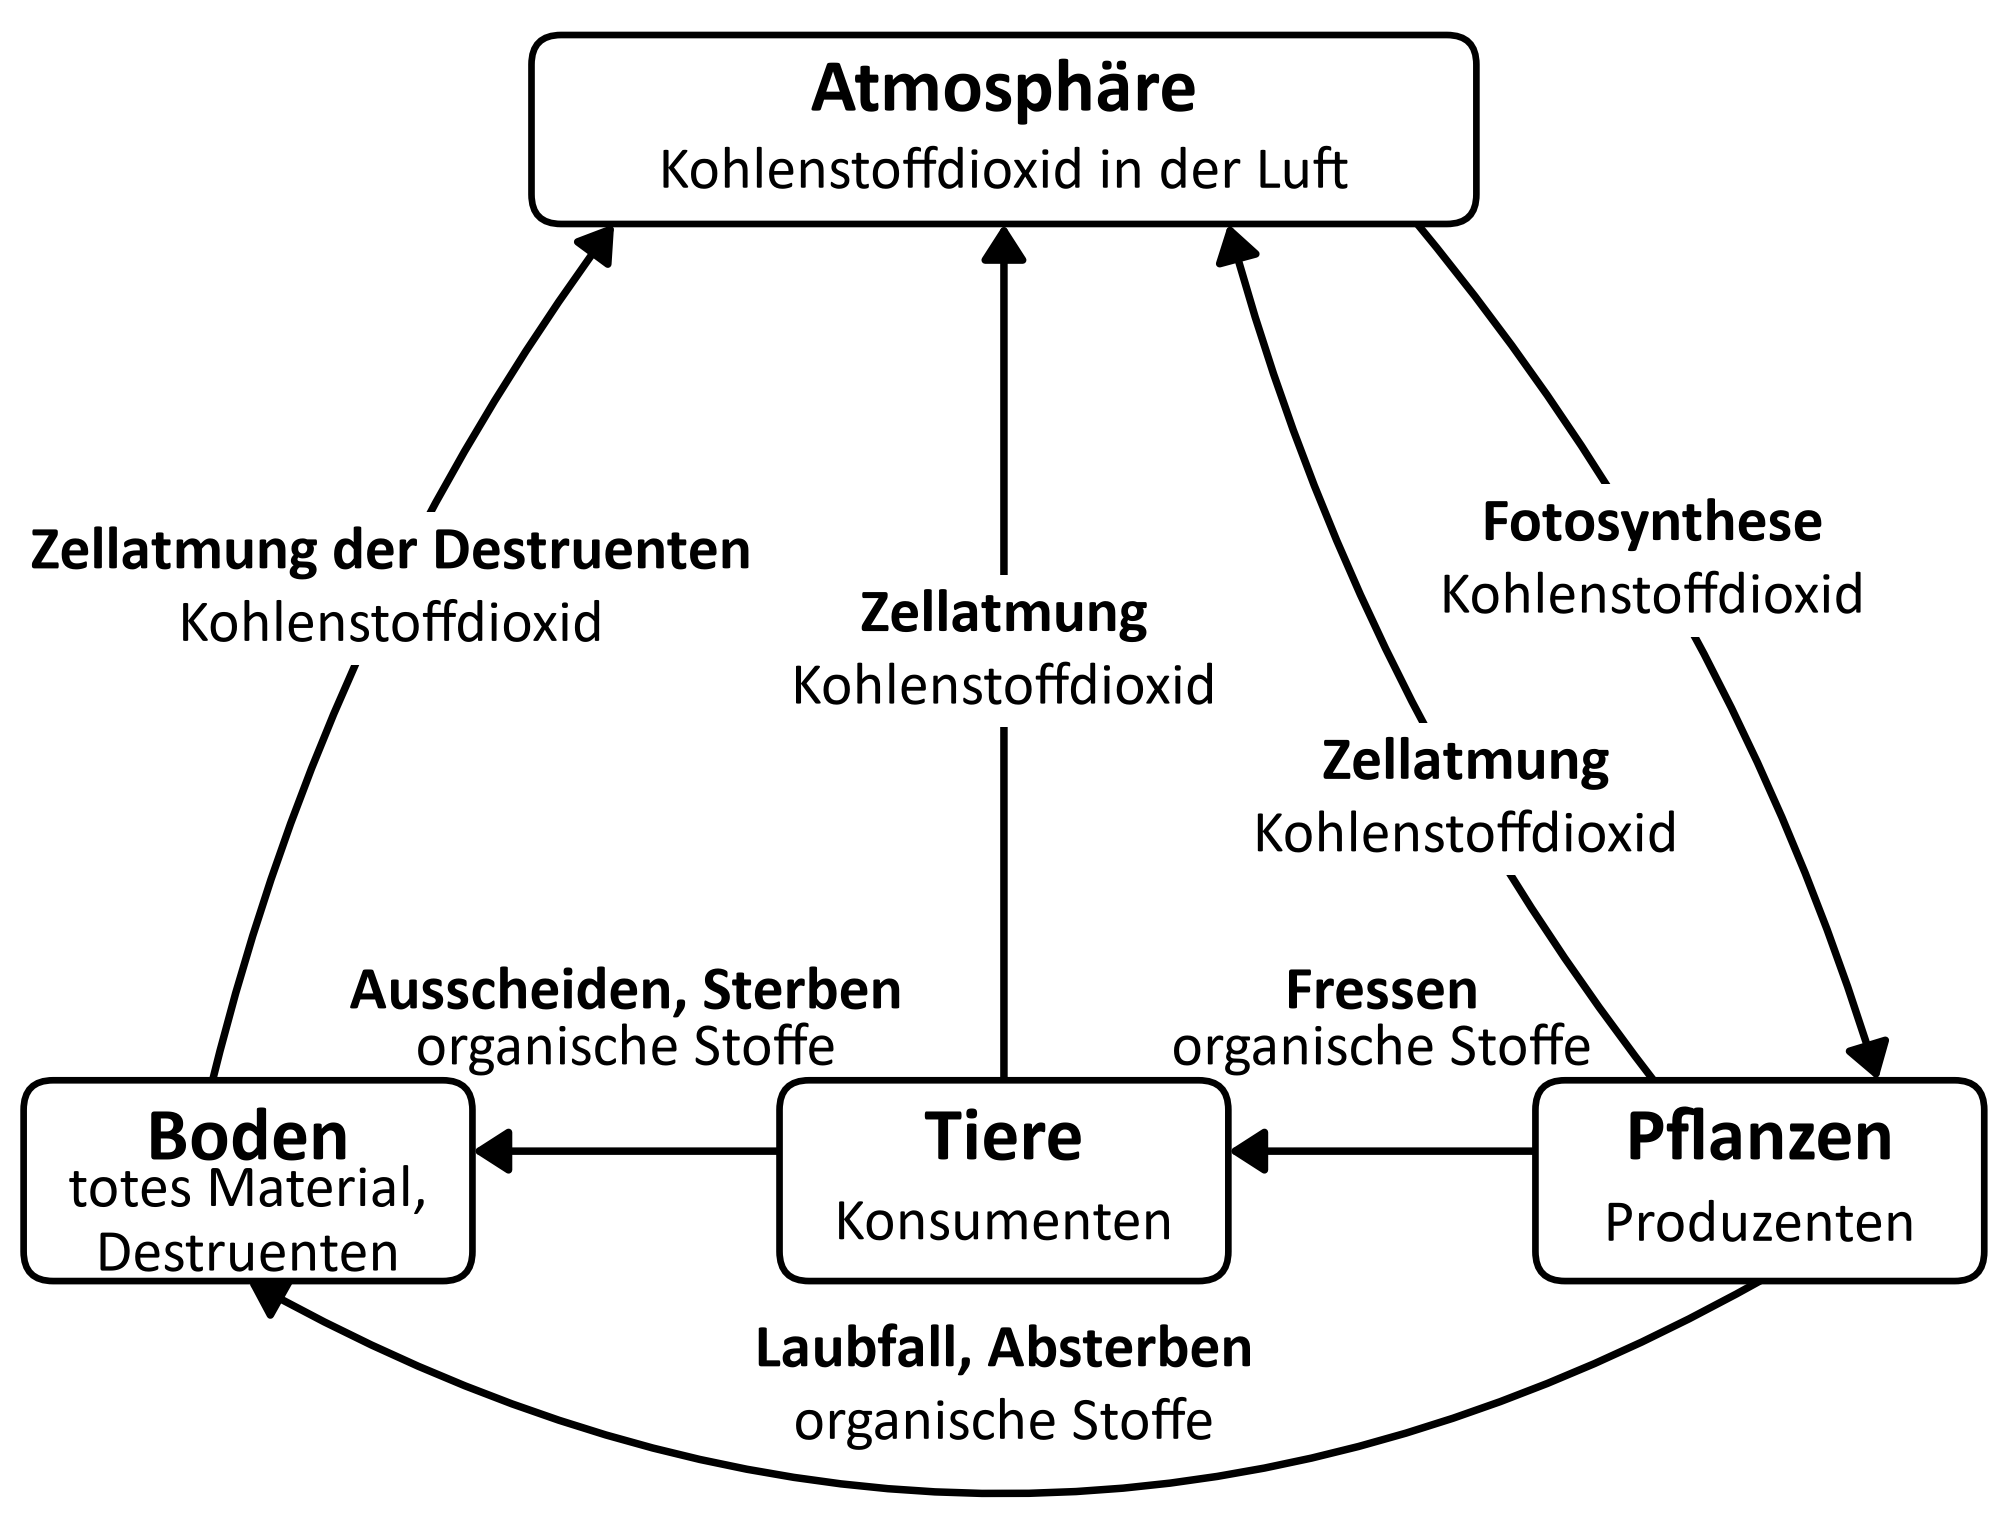 Atmosphäre
Kohlenstoffdioxid in der Luft
Zellatmung der Destruenten
Kohlenstoffdioxid
Zellatmung
Kohlenstoffdioxid
Fotosynthese
Kohlenstoffdioxid
Zellatmung
Kohlenstoffdioxid
Ausscheiden, Sterben
organische Stoffe
Fressen
organische Stoffe
Boden
totes Material,
Destruenten
Tiere
Konsumenten
Pflanzen
Produzenten
Laubfall, Absterben
organische Stoffe